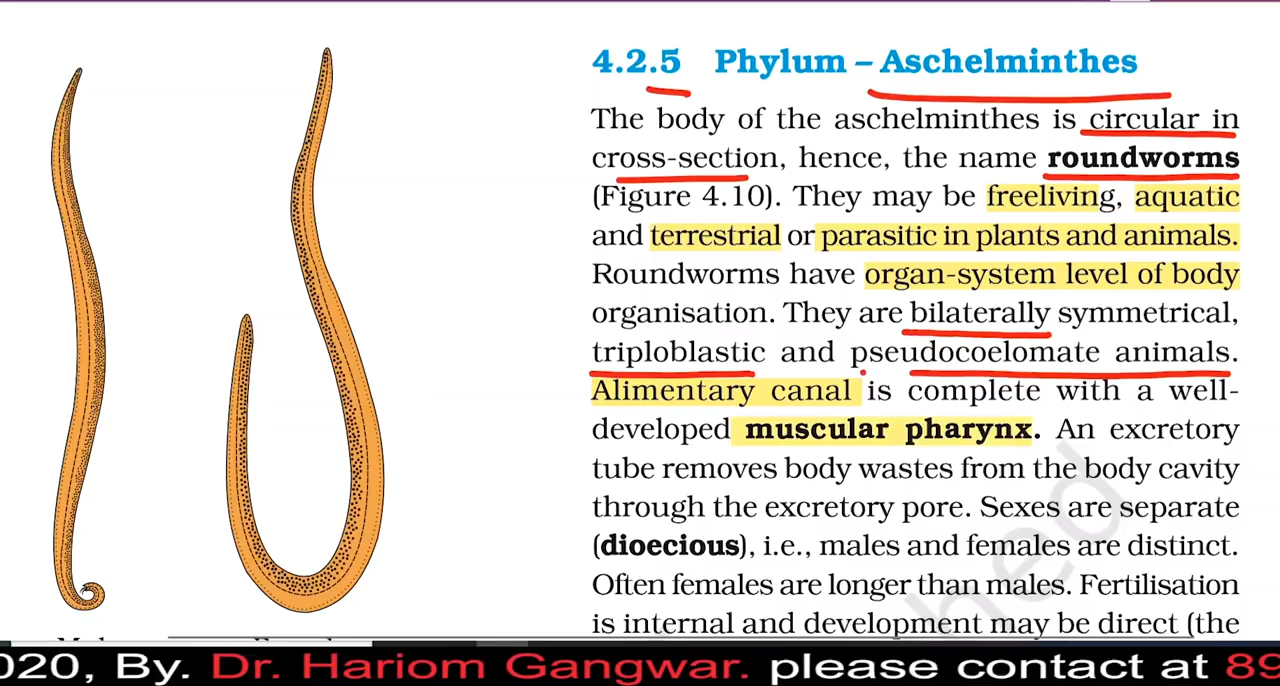 4.2.5 Phylum – Aschelminthes
The body of the aschelminthes is circular in
cross-section, hence, the name roundworms
(Figure 4.10). They may be freeliving, aquatic
and terrestrial or parasitic in plants and animals.
Roundworms have organ-system level of body
organisation. They are bilaterally symmetrical,
triploblastic and pseudocoelomate animals.
Alimentary canal is complete with a well-
developed muscular pharynx. An excretory
tube removes body wastes from the body cavity
through the excretory pore. Sexes are separate
(dioecious), i.e., males and females are distinct.
Often females are longer than males. Fertilisation
is internal and development may be direct (the
hed
020, By. Dr. Hariom Gangwar. please contact at 89